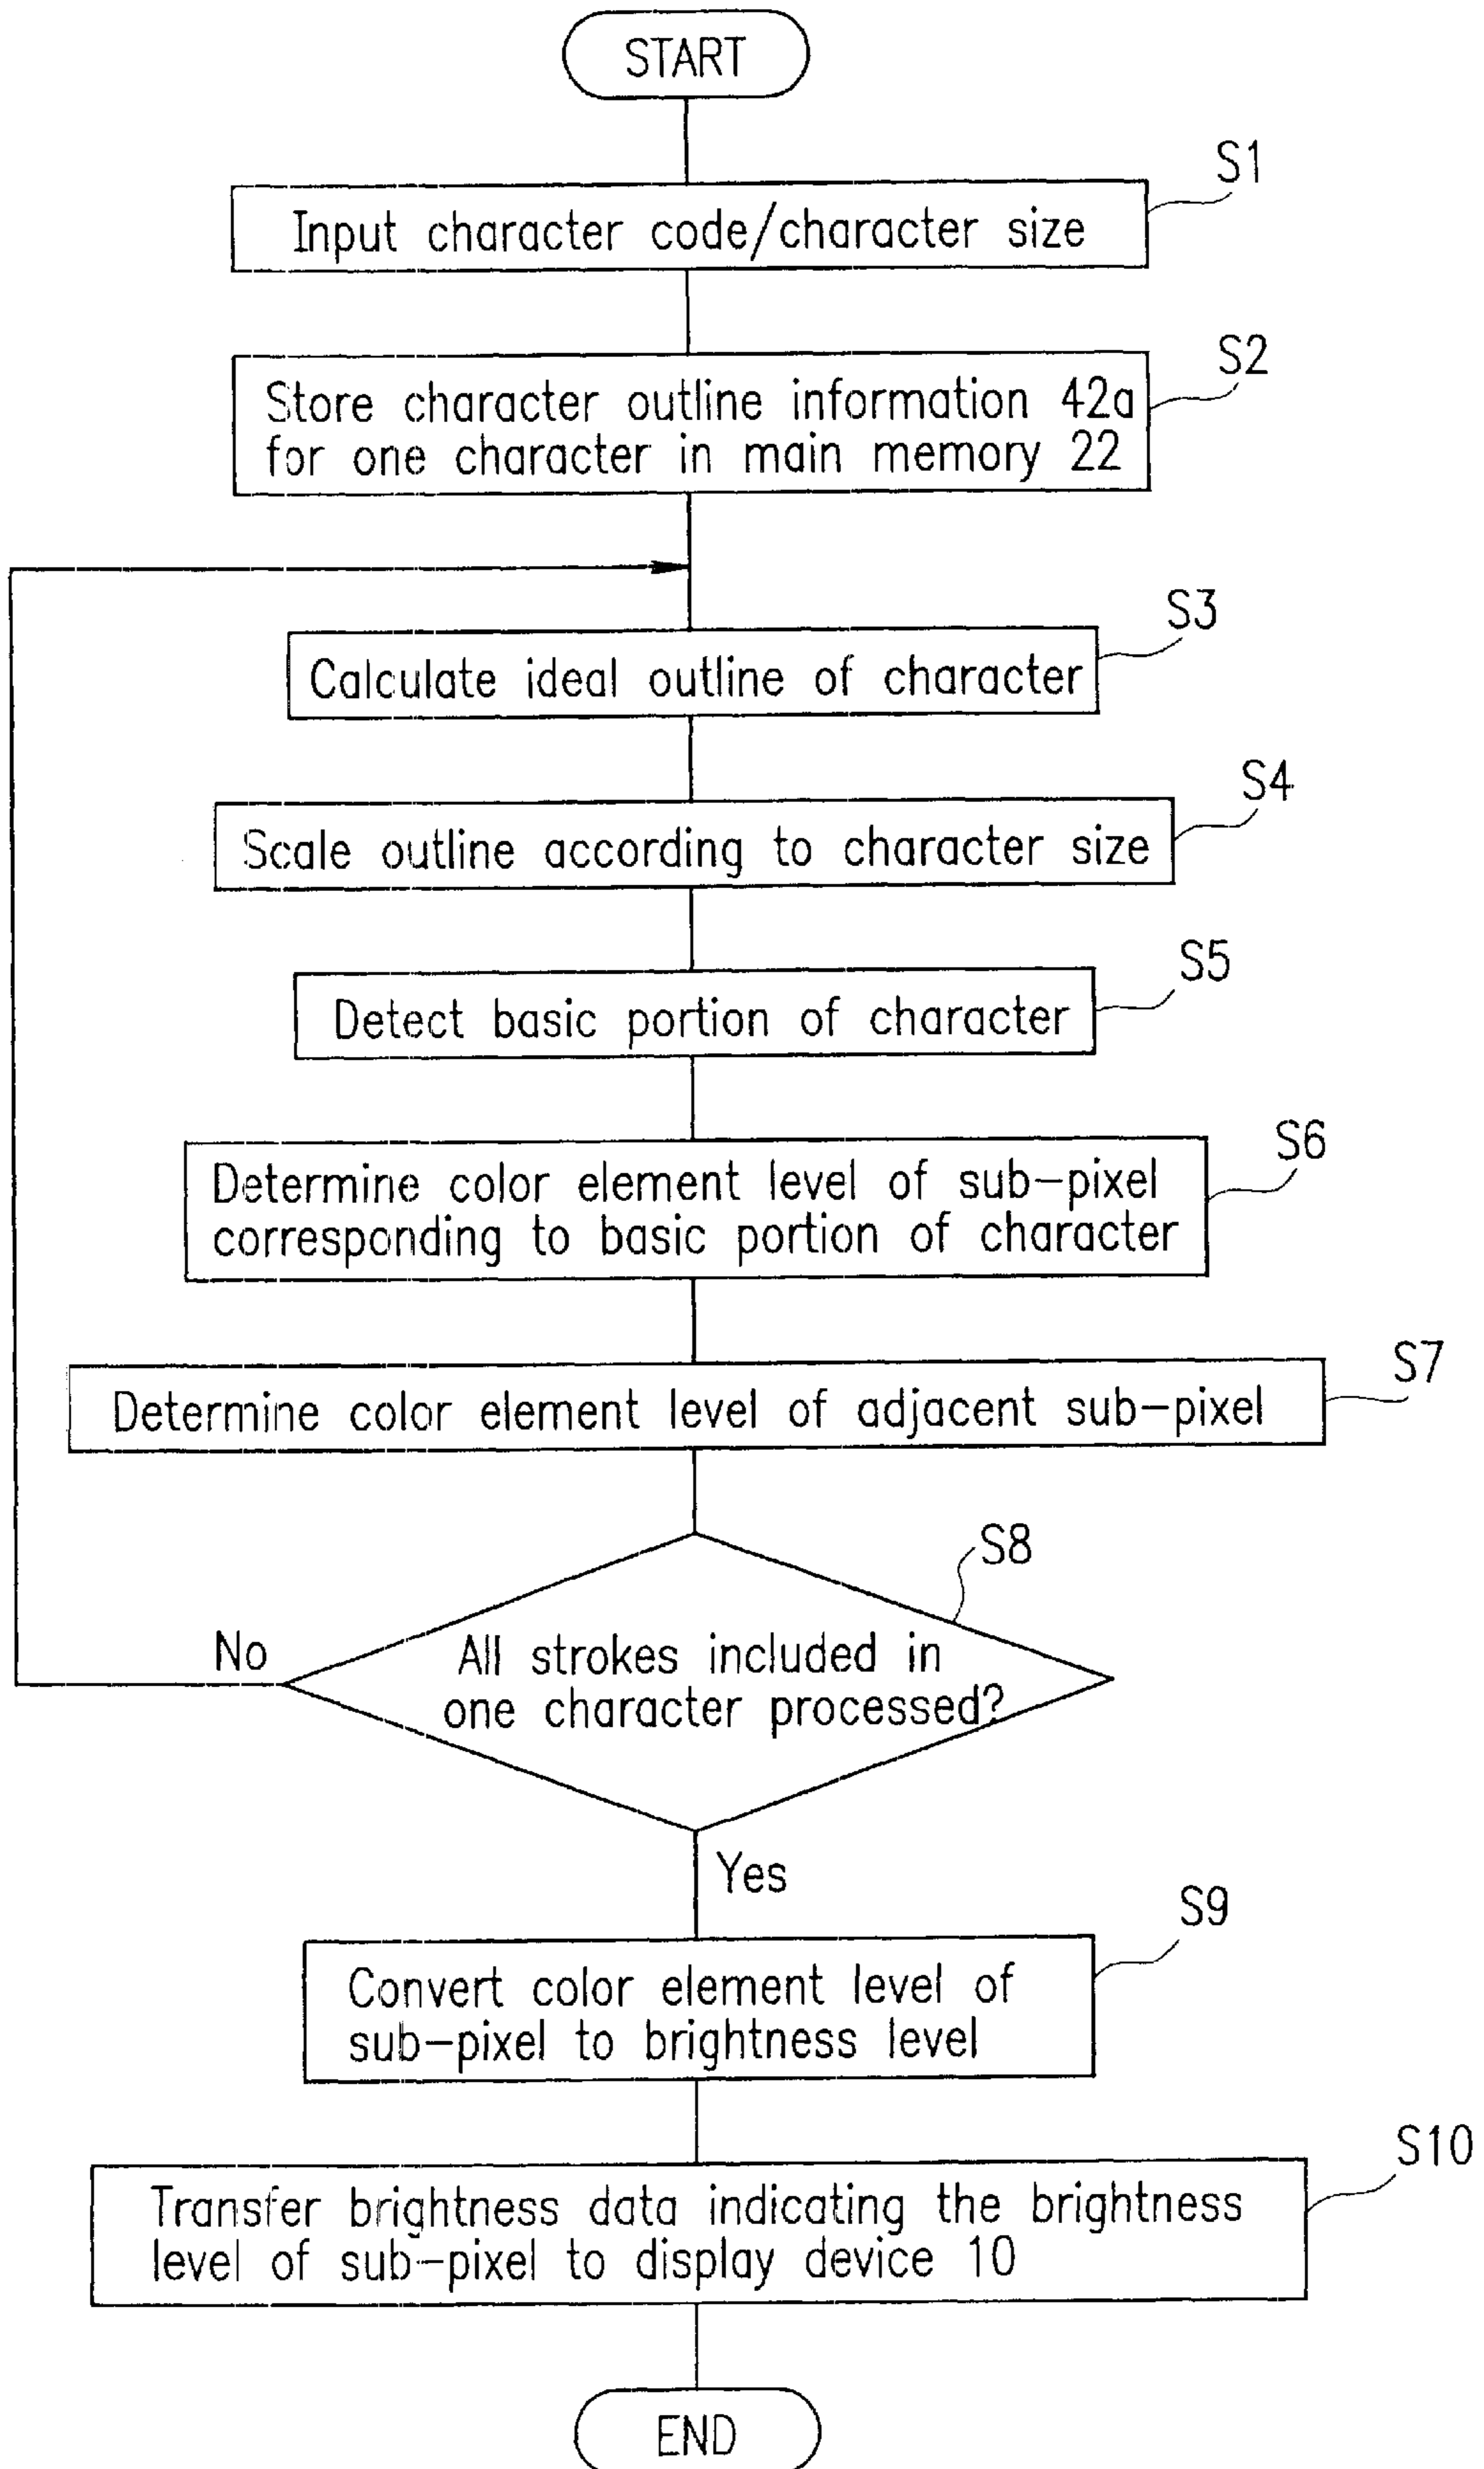 START
S1
Input character code/character size
S2
Store character outline information 42a
for one character in main memory 22
S3
Calculate ideal outline of character
S4
Scale outline according to character size
S5
Detect basic portion of character
S6
Determine color element level of sub-pixel
corresponding to basic portion of character
S7
Determine color element level of adjacent sub-pixel
S8
No
All strokes included in
one character processed?
Yes
S9
Convert color element level of
sub-pixel to brightness level
S10
Transfer brightness data indicating the brightness
level of sub-pixel to display device 10
END